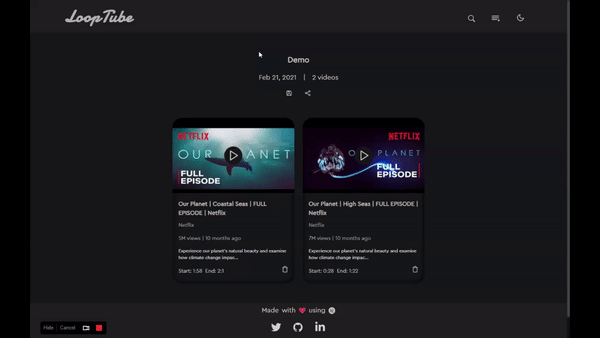 LoopTube
Demo
Feb 21, 2021 | 2 videos
NETFLIX
OUR PLANET
FULL
EPISODE
Our Planet | Coastal Seas | FULL
EPISODE | Netflix
Netflix
5M views | 10 months ago
Experience our planet's natural beauty and examine
how climate change impac...
Start: 1:58 End: 2:1
NETFLIX
OUR PLANET
FULL
EPISODE
Our Planet | High Seas | FULL EPISODE |
Netflix
Netflix
7M views | 10 months ago
Experience our planet's natural beauty and examine
how climate change impac...
Start: 0:28 End: 1:22
Made with using
Hide Cancel